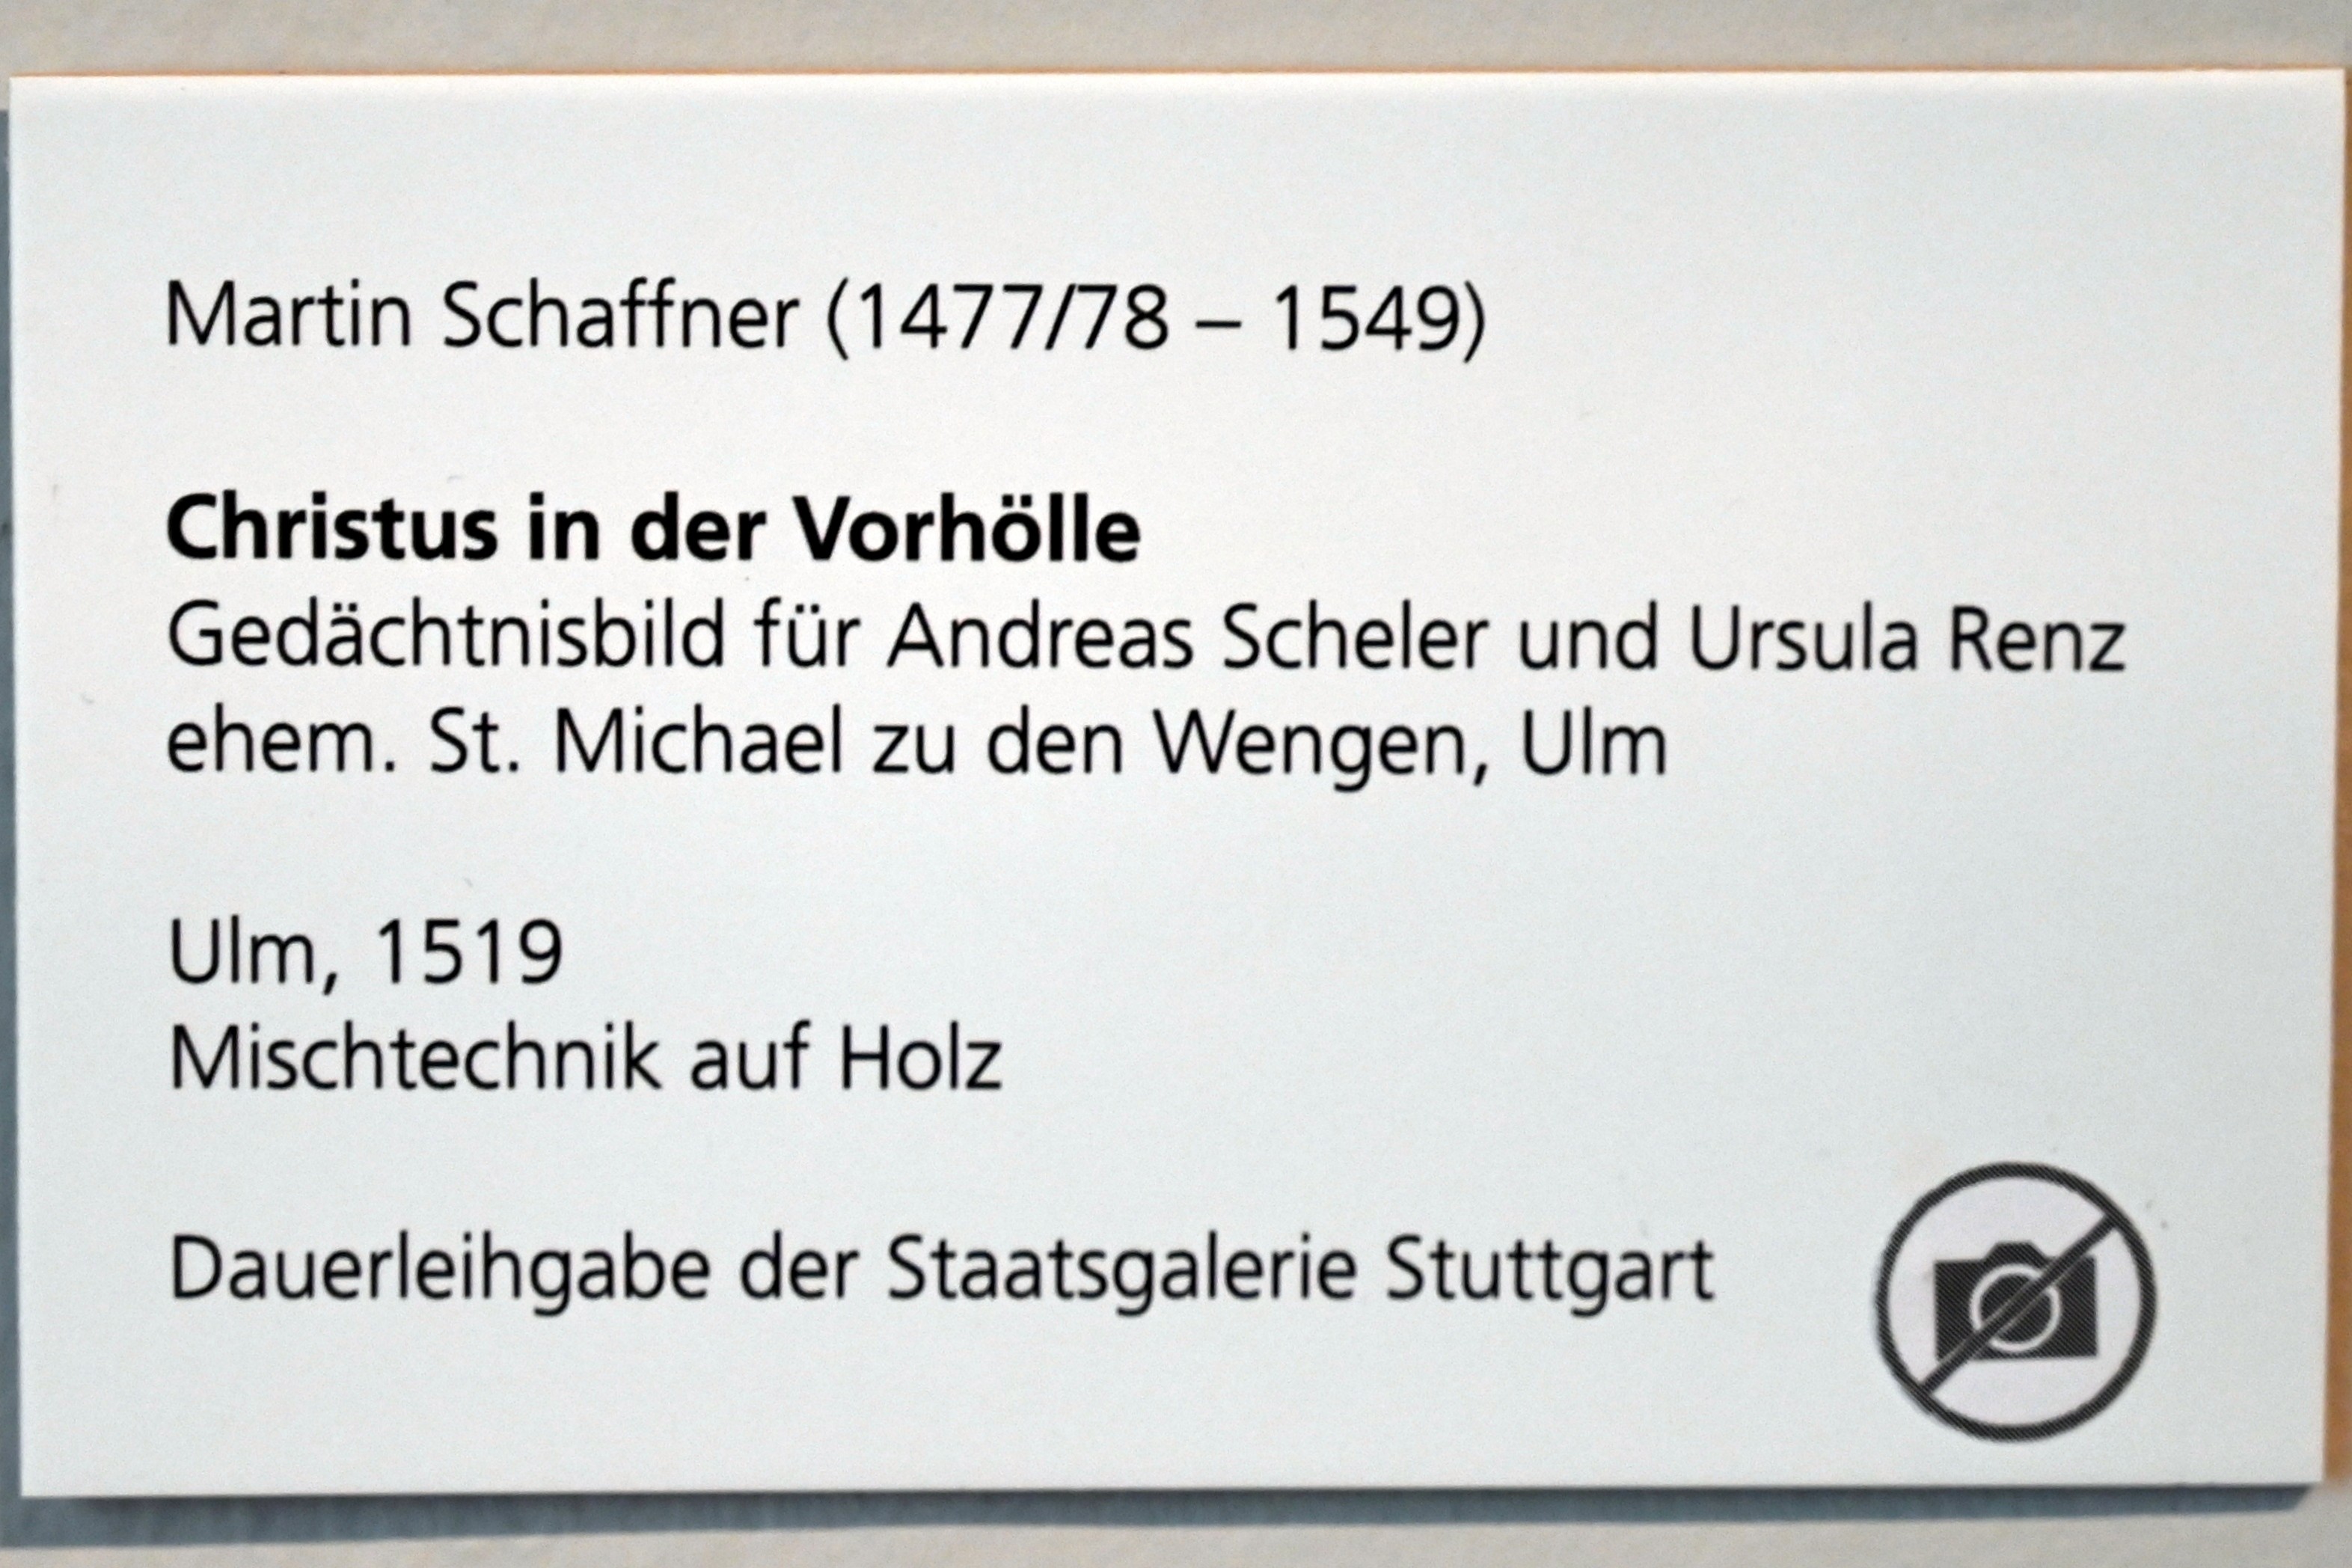 Martin Schaffner (1477/78 – 1549)
Christus in der Vorhölle
Gedächtnisbild für Andreas Scheler und Ursula Renz
ehem. St. Michael zu den Wengen, Ulm
Ulm, 1519
Mischtechnik auf Holz
Dauerleihgabe der Staatsgalerie Stuttgart